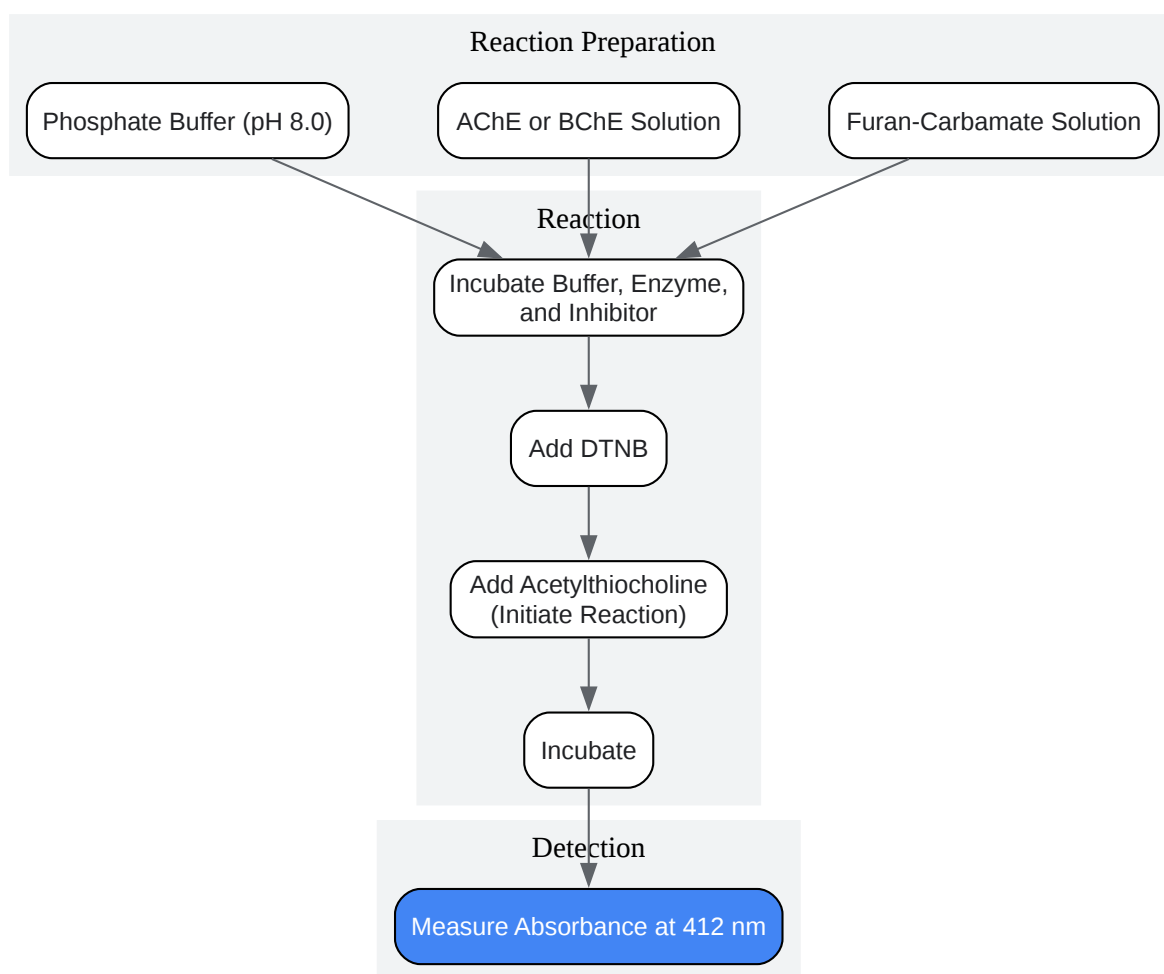 Reaction Preparation
Phosphate Buffer (pH 8.0)
AChE or BChE Solution
Furan-Carbamate Solution
Reaction
Incubate Buffer, Enzyme,
and Inhibitor
Add DTNB
Add Acetylthiocholine
(Initiate Reaction)
Incubate
Detection
Measure Absorbance at 412 nm